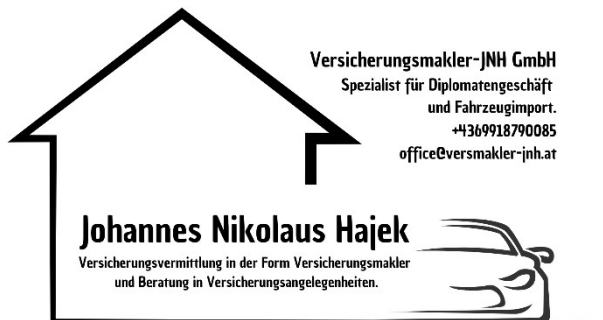 Versicherungsmakler-JNH GmbH
Spezialist für Diplomatengeschäft
und Fahrzeugimport.
+4369918790085
office@versmakler-jnh.at
Johannes Nikolaus Hajek
Versicherungsvermittlung in der Form Versicherungsmakler
und Beratung in Versicherungsangelegenheiten.